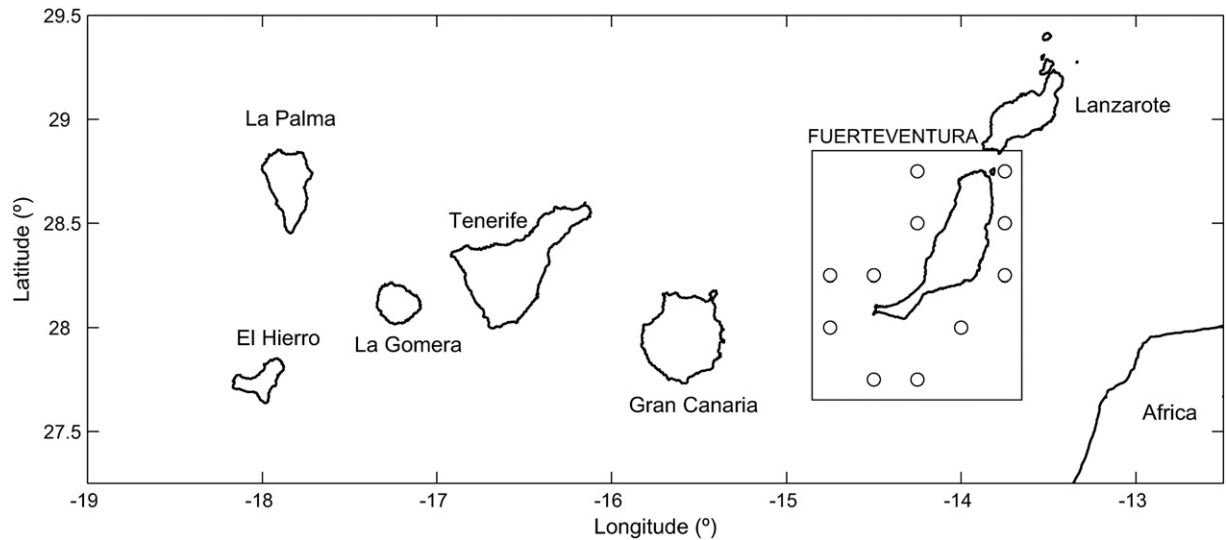 29.5
29
28.5
28
27.5
Latitude (º)
La Palma
FUERTEVENTURA
Lanzarote
Tenerife
El Hierro
La Gomera
Gran Canaria
Africa
-19 -18 -17 -16 -15 -14 -13
Longitude (º)